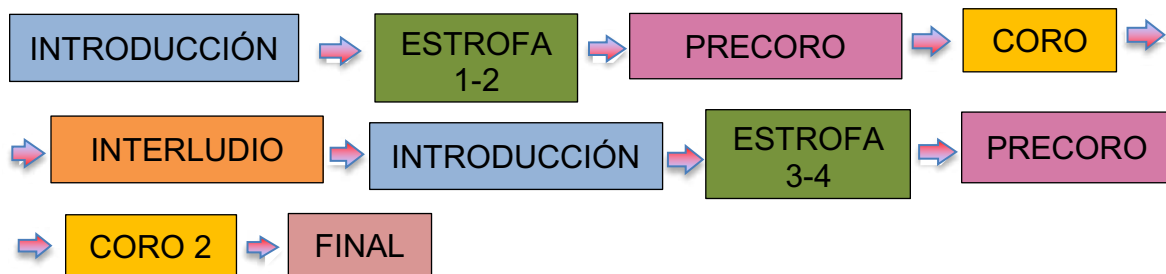 INTRODUCCIÓN
ESTROFA
1-2
PRECORO
CORO
INTERLUDIO
INTRODUCCIÓN
ESTROFA
3-4
PRECORO
CORO 2
FINAL